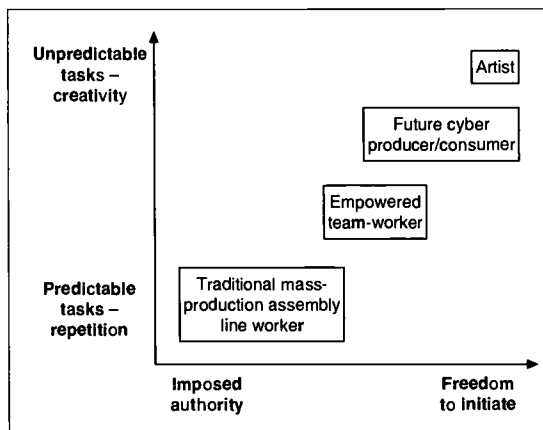 Unpredictable
tasks –
creativity
Artist
Future cyber
producer/consumer
Empowered
team-worker
Predictable
tasks –
repetition
Traditional mass-
production assembly
line worker
Imposed
authority
Freedom
to initiate